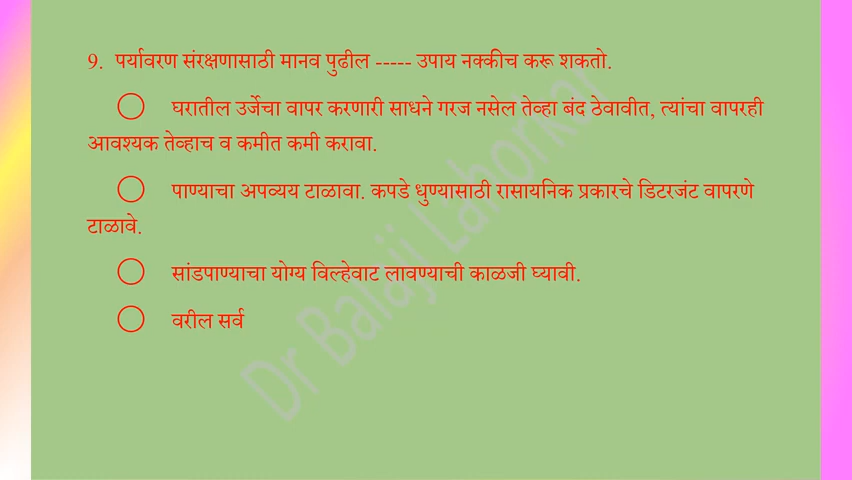 9. पर्यावरण संरक्षणासाठी मानव पुढील ----- उपाय नक्कीच करू शकतो.
घरातील उर्जेचा वापर करणारी साधने गरज नसेल तेव्हा बंद ठेवावीत, त्यांचा वापरही
आवश्यक तेव्हाच व कमीत कमी करावा.
पाण्याचा अपव्यय टाळावा. कपडे धुण्यासाठी रासायनिक प्रकारचे डिटरजंट वापरणे
टाळावे.
सांडपाण्याचा योग्य विल्हेवाट लावण्याची काळजी घ्यावी.
वरील सर्व
Dr Balaji Lahorkar